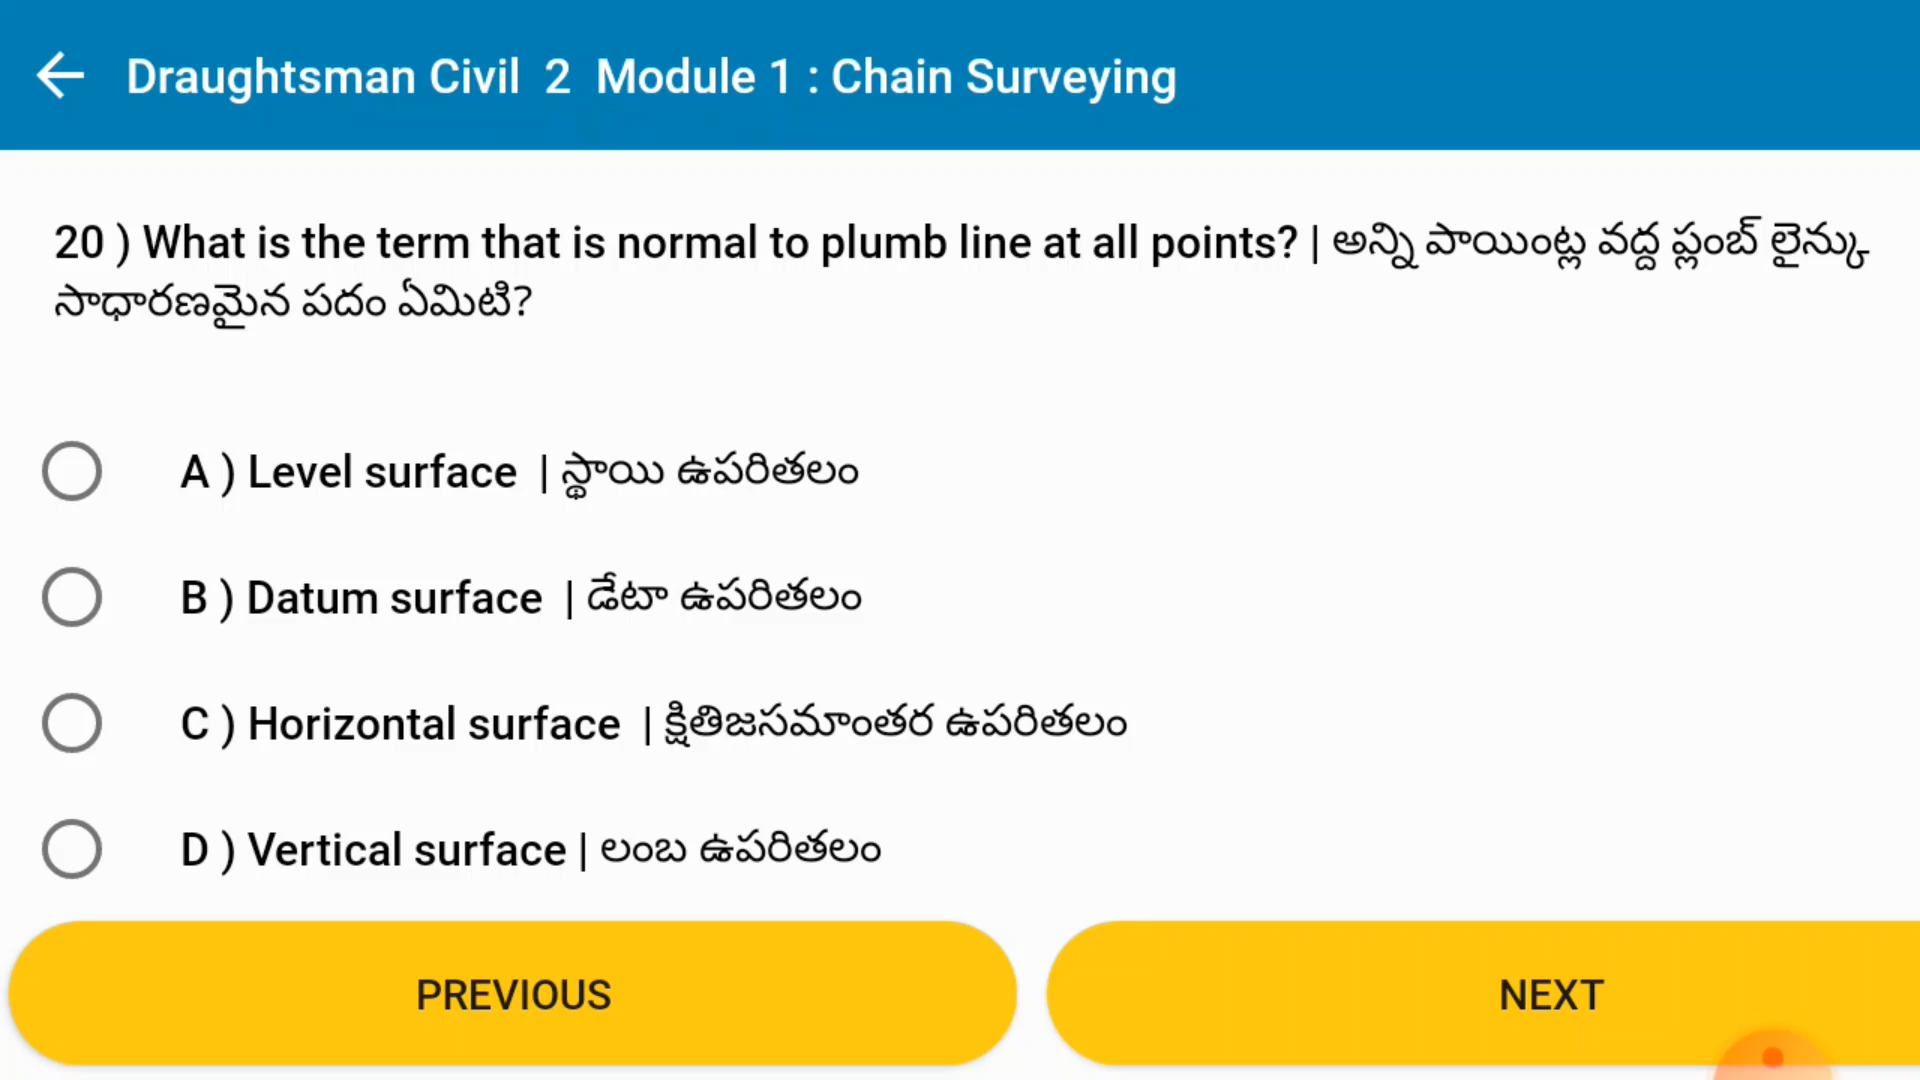 Draughtsman Civil 2 Module 1 : Chain Surveying
20 ) What is the term that is normal to plumb line at all points? | అన్ని పాయింట్ల వద్ద ప్లంబ్ లైన్కు
సాధారణమైన పదం ఏమిటి?
A ) Level surface | స్థాయి ఉపరితలం
B ) Datum surface | డేటా ఉపరితలం
C ) Horizontal surface | క్షితిజసమాంతర ఉపరితలం
D ) Vertical surface | లంబ ఉపరితలం
PREVIOUS
NEXT